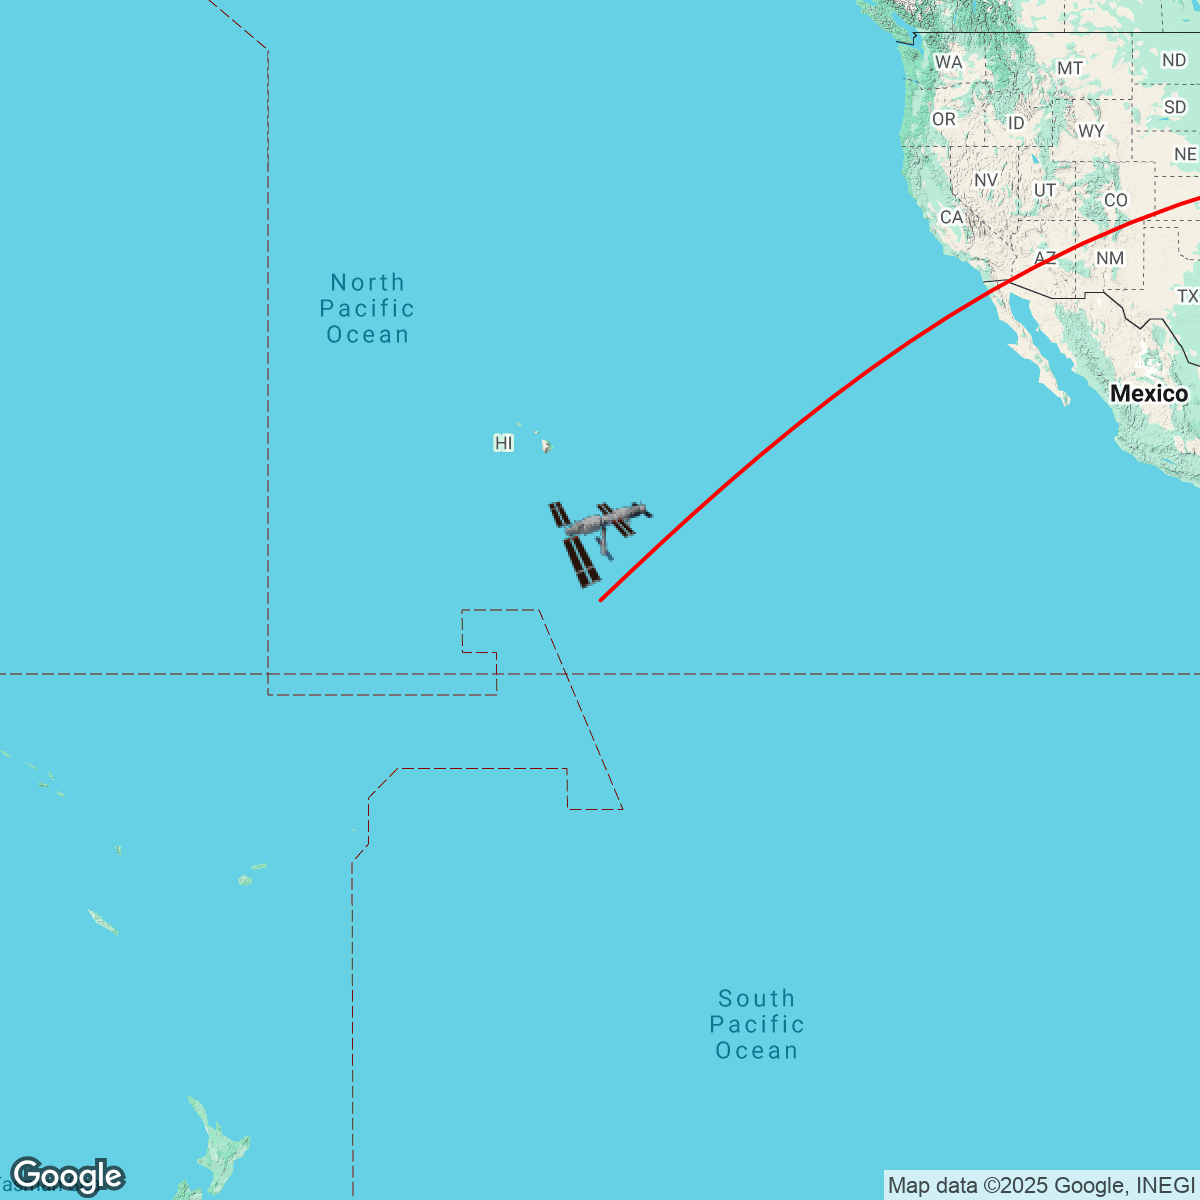 WA
MT
ND
OR
ID
SD
WY
NE
NV
UT
CO
CA
AZ
NM
TX
North
Pacific
Ocean
HI
Mexico
South
Pacific
Ocean
Google
Map data ©2025 Google, INEGI